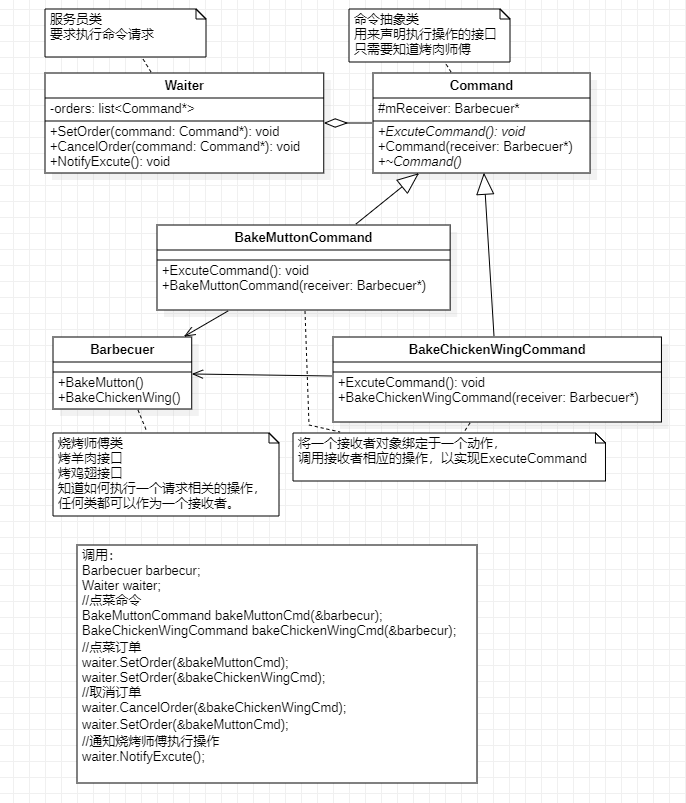 服务员类
要求执行命令请求
命令抽象类
用来声明执行操作的接口
只需要知道烤肉师傅
Waiter
-orders: list<Command*>
+SetOrder(command: Command*): void
+CancelOrder(command: Command*): void
+NotifyExcute(): void
Command
#mReceiver: Barbecuer*
+ExcuteCommand(): void
+Command(receiver: Barbecuer*)
+~Command()
BakeMuttonCommand
+ExcuteCommand(): void
+BakeMuttonCommand(receiver: Barbecuer*)
Barbecuer
+BakeMutton()
+BakeChickenWing()
BakeChickenWingCommand
+ExcuteCommand(): void
+BakeChickenWingCommand(receiver: Barbecuer*)
烧烤师傅类
烤羊肉接口
烤鸡翅接口
知道如何执行一个请求相关的操作，
任何类都可以作为一个接收者。
将一个接收者对象绑定于一个动作，
调用接收者相应的操作，以实现ExecuteCommand
调用：
Barbecuer barbecur;
Waiter waiter;
//点菜命令
BakeMuttonCommand bakeMuttonCmd(&barbecur);
BakeChickenWingCommand bakeChickenWingCmd(&barbecur);
//点菜订单
waiter.SetOrder(&bakeMuttonCmd);
waiter.SetOrder(&bakeChickenWingCmd);
//取消订单
waiter.CancelOrder(&bakeChickenWingCmd);
waiter.SetOrder(&bakeMuttonCmd);
//通知烧烤师傅执行操作
waiter.NotifyExcute();